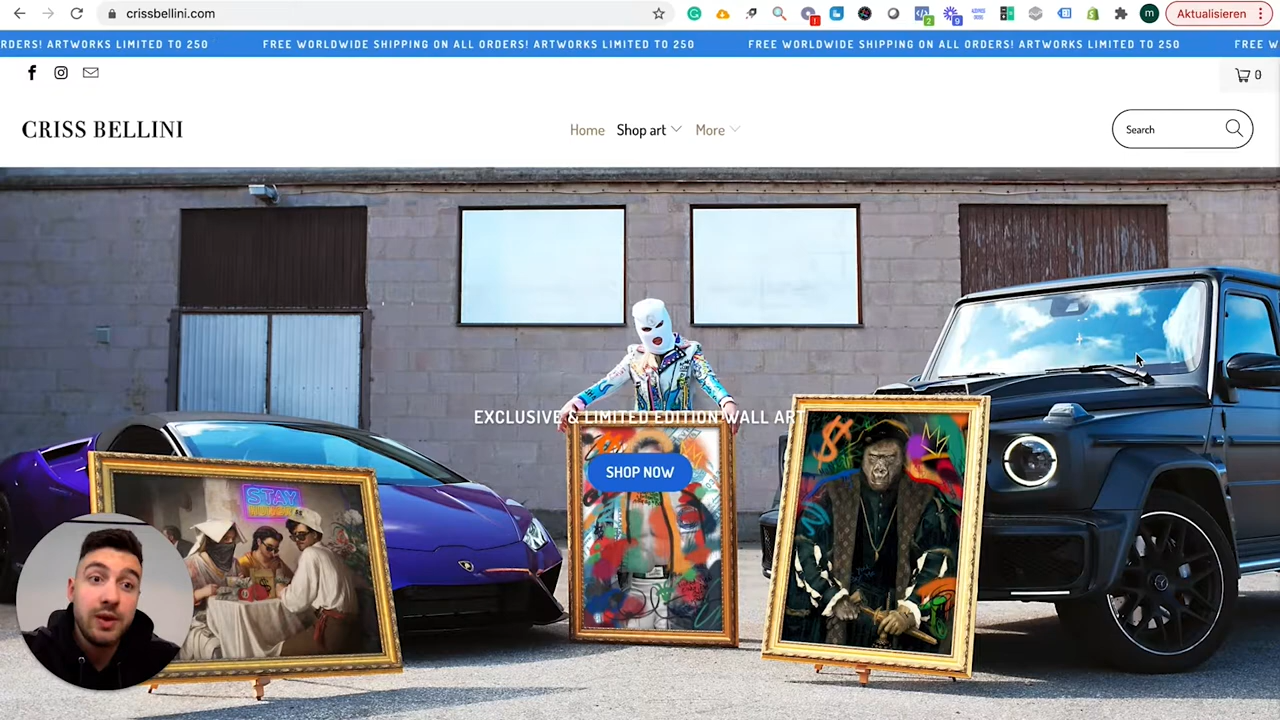 crissbellini.com
Aktualisieren
RDERS! ARTWORKS LIMITED TO 250 FREE WORLDWIDE SHIPPING ON ALL ORDERS! ARTWORKS LIMITED TO 250 FREE WORLDWIDE SHIPPING ON ALL ORDERS! ARTWORKS LIMITED TO 250 FREE W
0
CRISS BELLINI
Home Shop art More
Search
EXCLUSIVE & LIMITED EDITION WALL ART
SHOP NOW
STAY